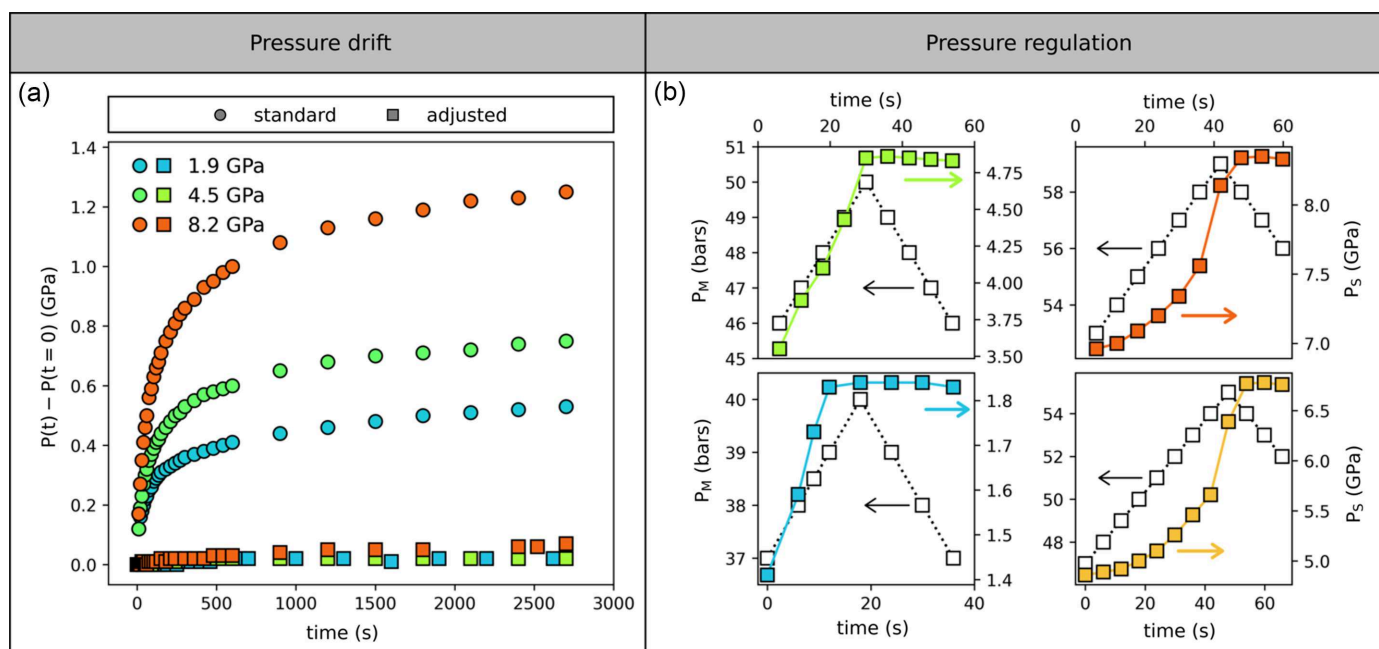 Pressure drift
Pressure regulation
(a)
standard adjusted
1.9 GPa
4.5 GPa
8.2 GPa
P(t) − P(t = 0) (GPa)
1.4
1.2
1.0
0.8
0.6
0.4
0.2
0.0
0 500 1000 1500 2000 2500 3000
time (s)
(b)
time (s)
0 20 40 60
51
50
49
48
47
46
45
P_M (bars)
4.75
4.50
4.25
4.00
3.75
3.50
time (s)
0 20 40 60
58
56
54
8.0
7.5
7.0
P_S (GPa)
40
39
38
37
P_M (bars)
1.8
1.7
1.6
1.5
1.4
0 20 40
time (s)
54
52
50
48
46
6.5
6.0
5.5
5.0
P_S (GPa)
0 20 40 60
time (s)